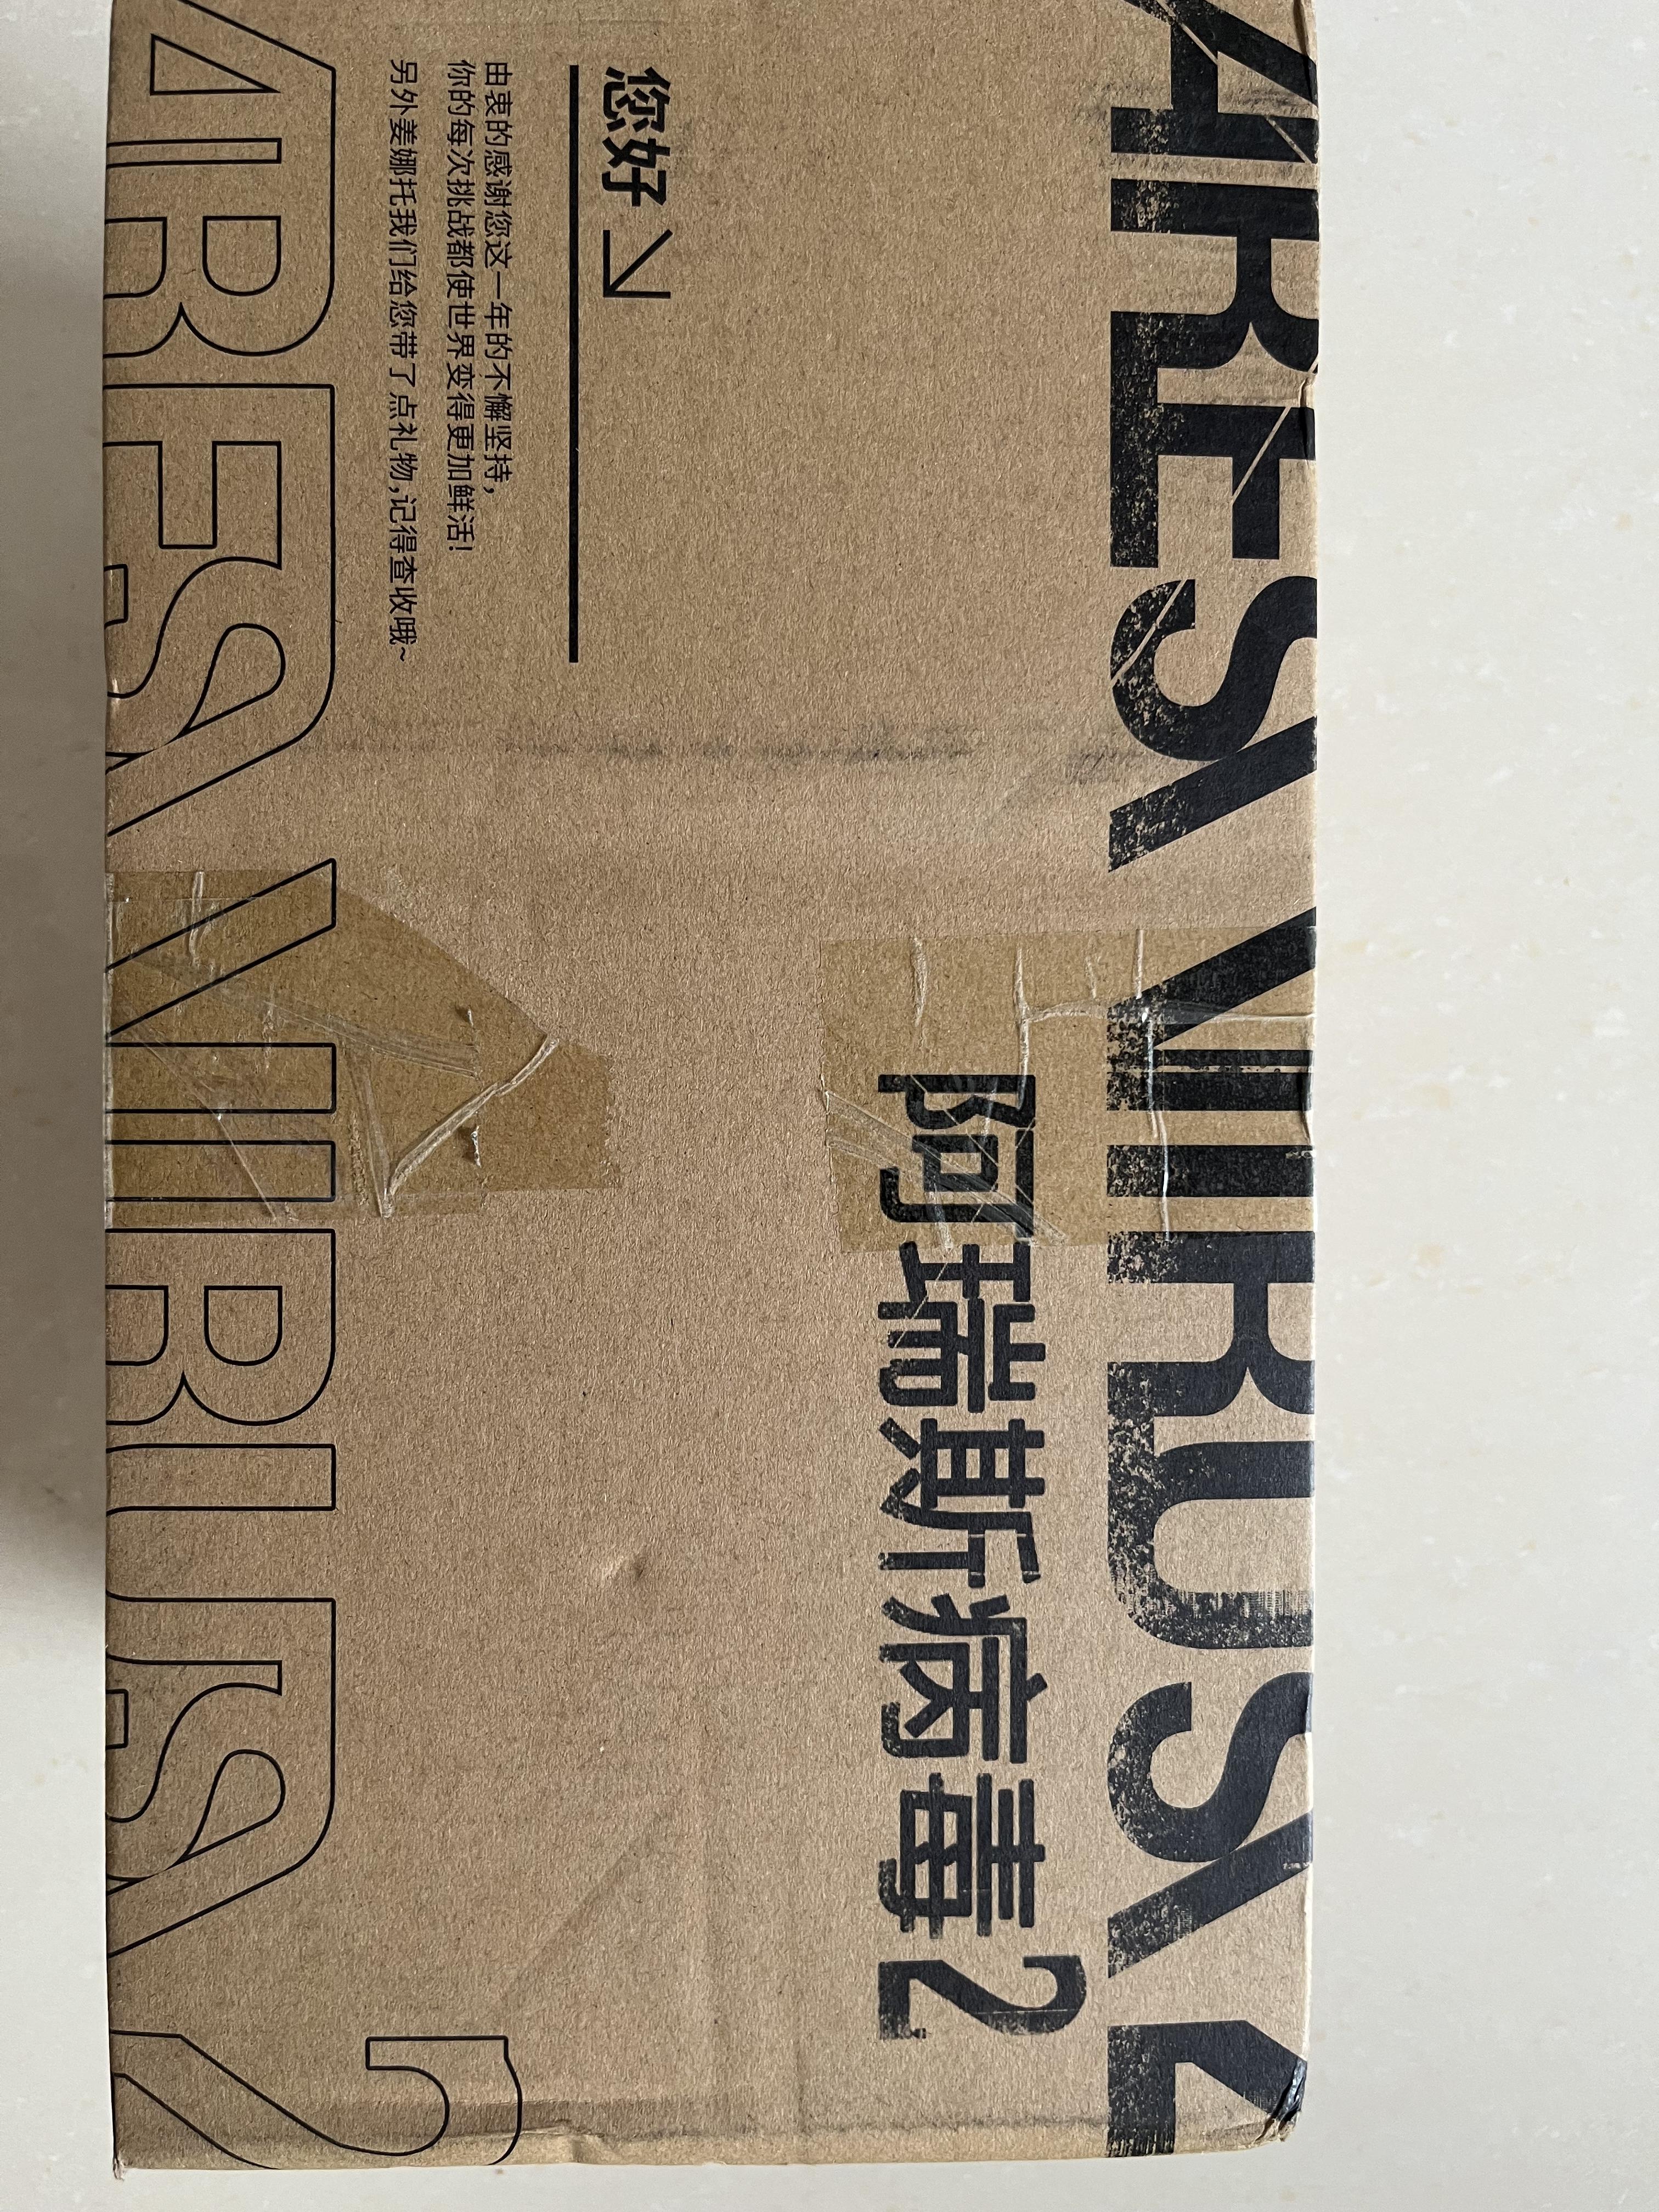 ARES VIRUS 2
阿瑞斯病毒2
您好
由衷的感谢您这一年的不懈坚持，
你的每次挑战都使世界变得更加鲜活!
另外姜娜托我们给您带了点礼物,记得查收哦~
ARES VIRUS 2